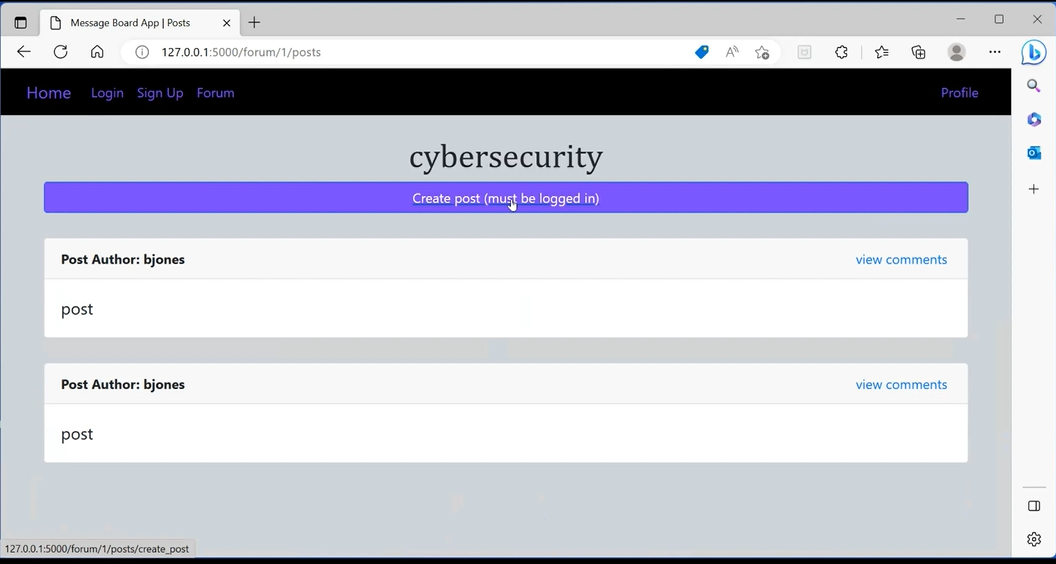 Message Board App | Posts
127.0.0.1:5000/forum/1/posts
Home Login Sign Up Forum Profile
cybersecurity
Create post (must be logged in)
Post Author: bjones view comments
post
Post Author: bjones view comments
post
127.0.0.1:5000/forum/1/posts/create_post